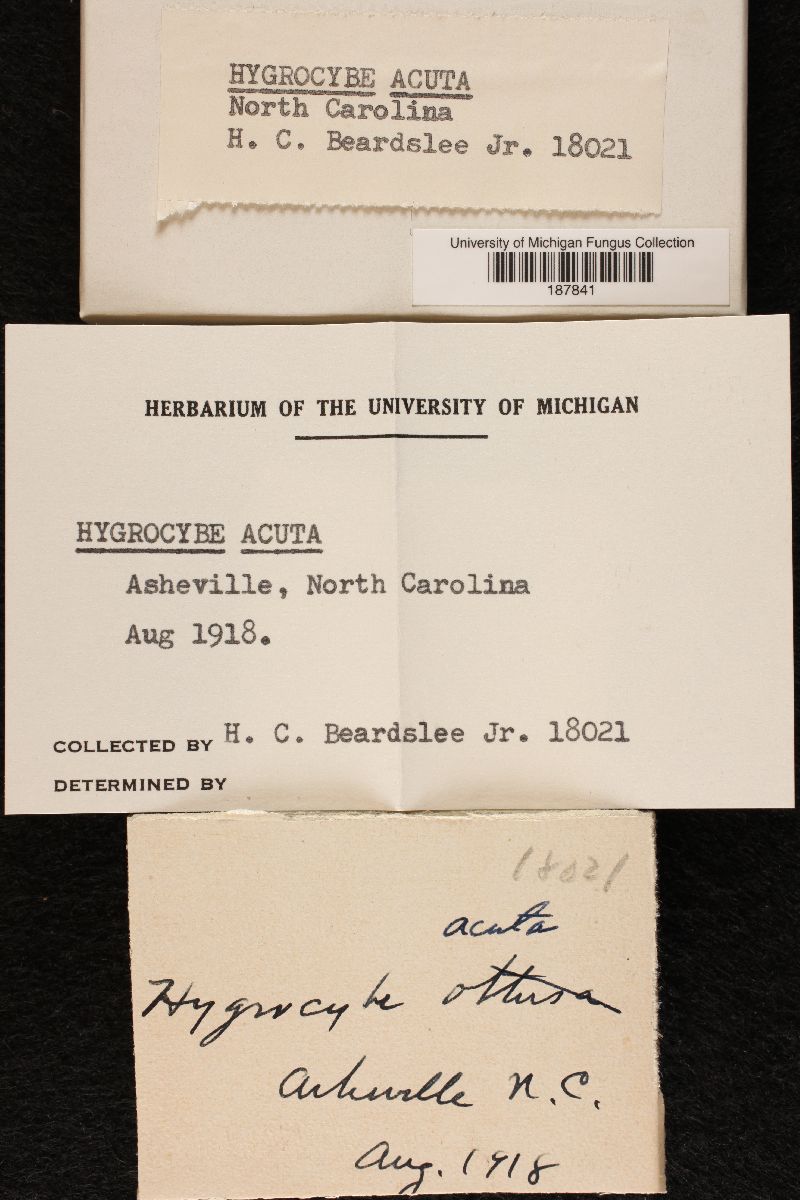 HYGROCYBE ACUTA
North Carolina
H. C. Beardslee Jr. 18021
University of Michigan Fungus Collection
187841
HERBARIUM OF THE UNIVERSITY OF MICHIGAN
HYGROCYBE ACUTA
Asheville, North Carolina
Aug 1918.
COLLECTED BY H. C. Beardslee Jr. 18021
DETERMINED BY
18021
acuta
Hygrocybe obtusa
Asheville N.C.
Aug. 1918